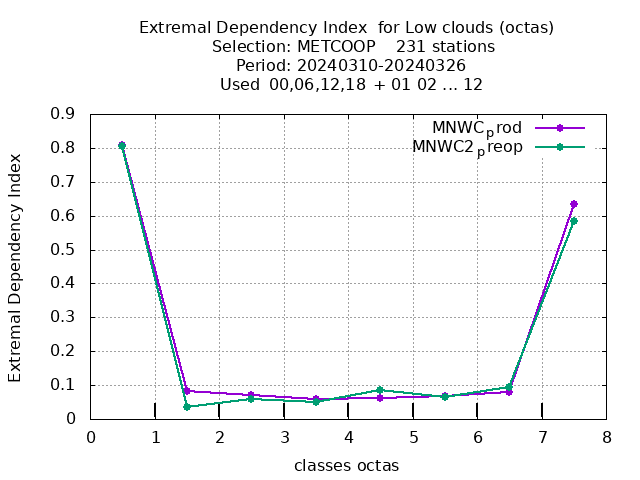 Extremal Dependency Index  for Low clouds (octas)
Selection: METCOOP    231 stations
Period: 20240310-20240326
Used  00,06,12,18  + 01 02 ... 12
MNWC_prod
MNWC2_preop
Extremal Dependency Index
0.9
0.8
0.7
0.6
0.5
0.4
0.3
0.2
0.1
0
0 1 2 3 4 5 6 7 8
classes octas